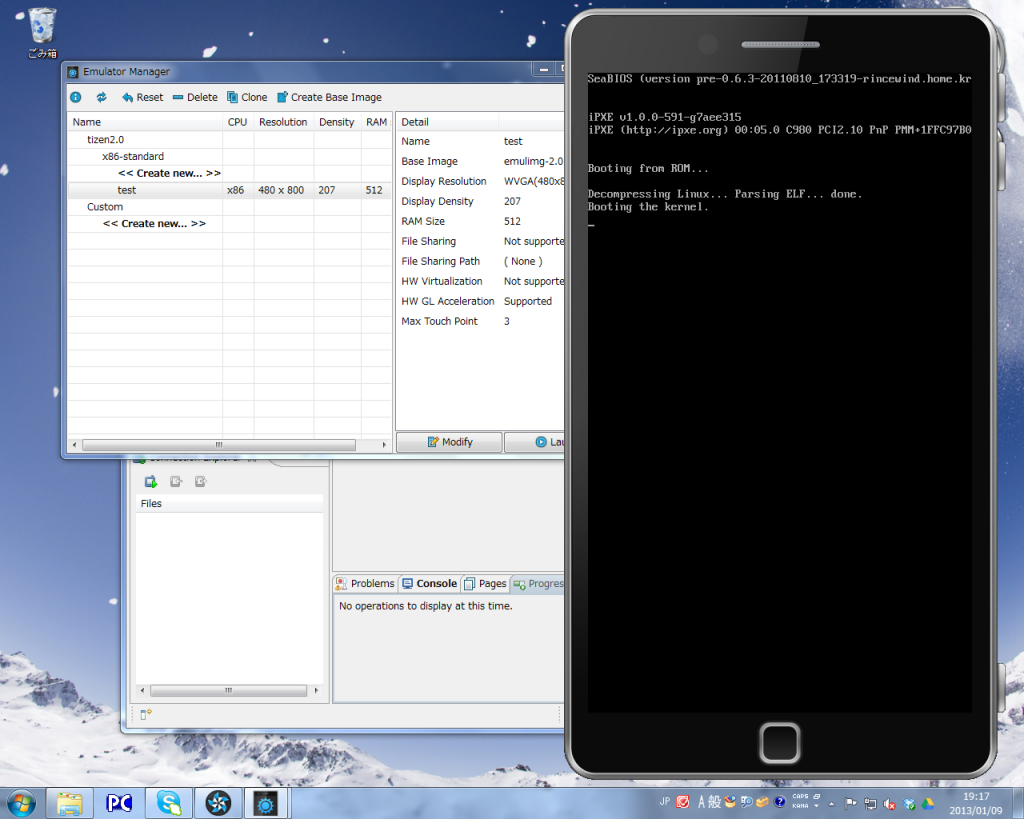 ごみ箱
Emulator Manager
Reset Delete Clone Create Base Image
Name CPU Resolution Density RAM
tizen2.0
x86-standard
<< Create new... >>
test x86 480 x 800 207 512
Custom
<< Create new... >>
Detail
Name test
Base Image emulimg-2.0
Display Resolution WVGA(480x8
Display Density 207
RAM Size 512
File Sharing Not supporte
File Sharing Path ( None )
HW Virtualization Not supporte
HW GL Acceleration Supported
Max Touch Point 3
Modify Lau
Files
Problems Console Pages Progres
No operations to display at this time.
SeaBIOS (version pre-0.6.3-20110810_173319-rincewind.home.kr
iPXE v1.0.0-591-g7aee315
iPXE (http://ipxe.org) 00:05.0 C980 PCI2.10 PnP PMM+1FFC97B0
Booting from ROM...
Decompressing Linux... Parsing ELF... done.
Booting the kernel.
PC
JP A 般 CAPS
KANA
19:17
2013/01/09